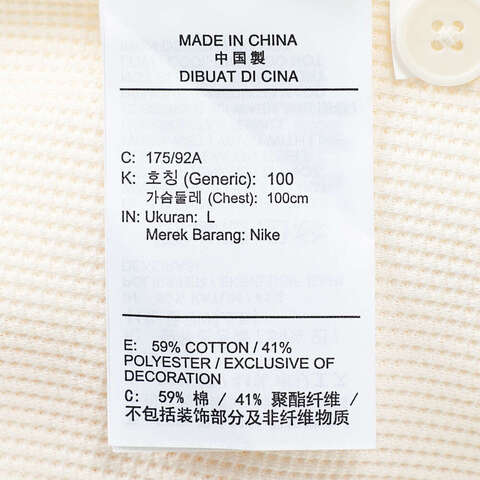 MADE IN CHINA
中国製
DIBUAT DI CINA
C: 175/92A
K: 호칭 (Generic): 100
가슴둘레 (Chest): 100cm
IN: Ukuran: L
Merek Barang: Nike
E: 59% COTTON / 41%
POLYESTER / EXCLUSIVE OF
DECORATION
C: 59% 棉 / 41% 聚酯纤维 /
不包括装饰部分及非纤维物质